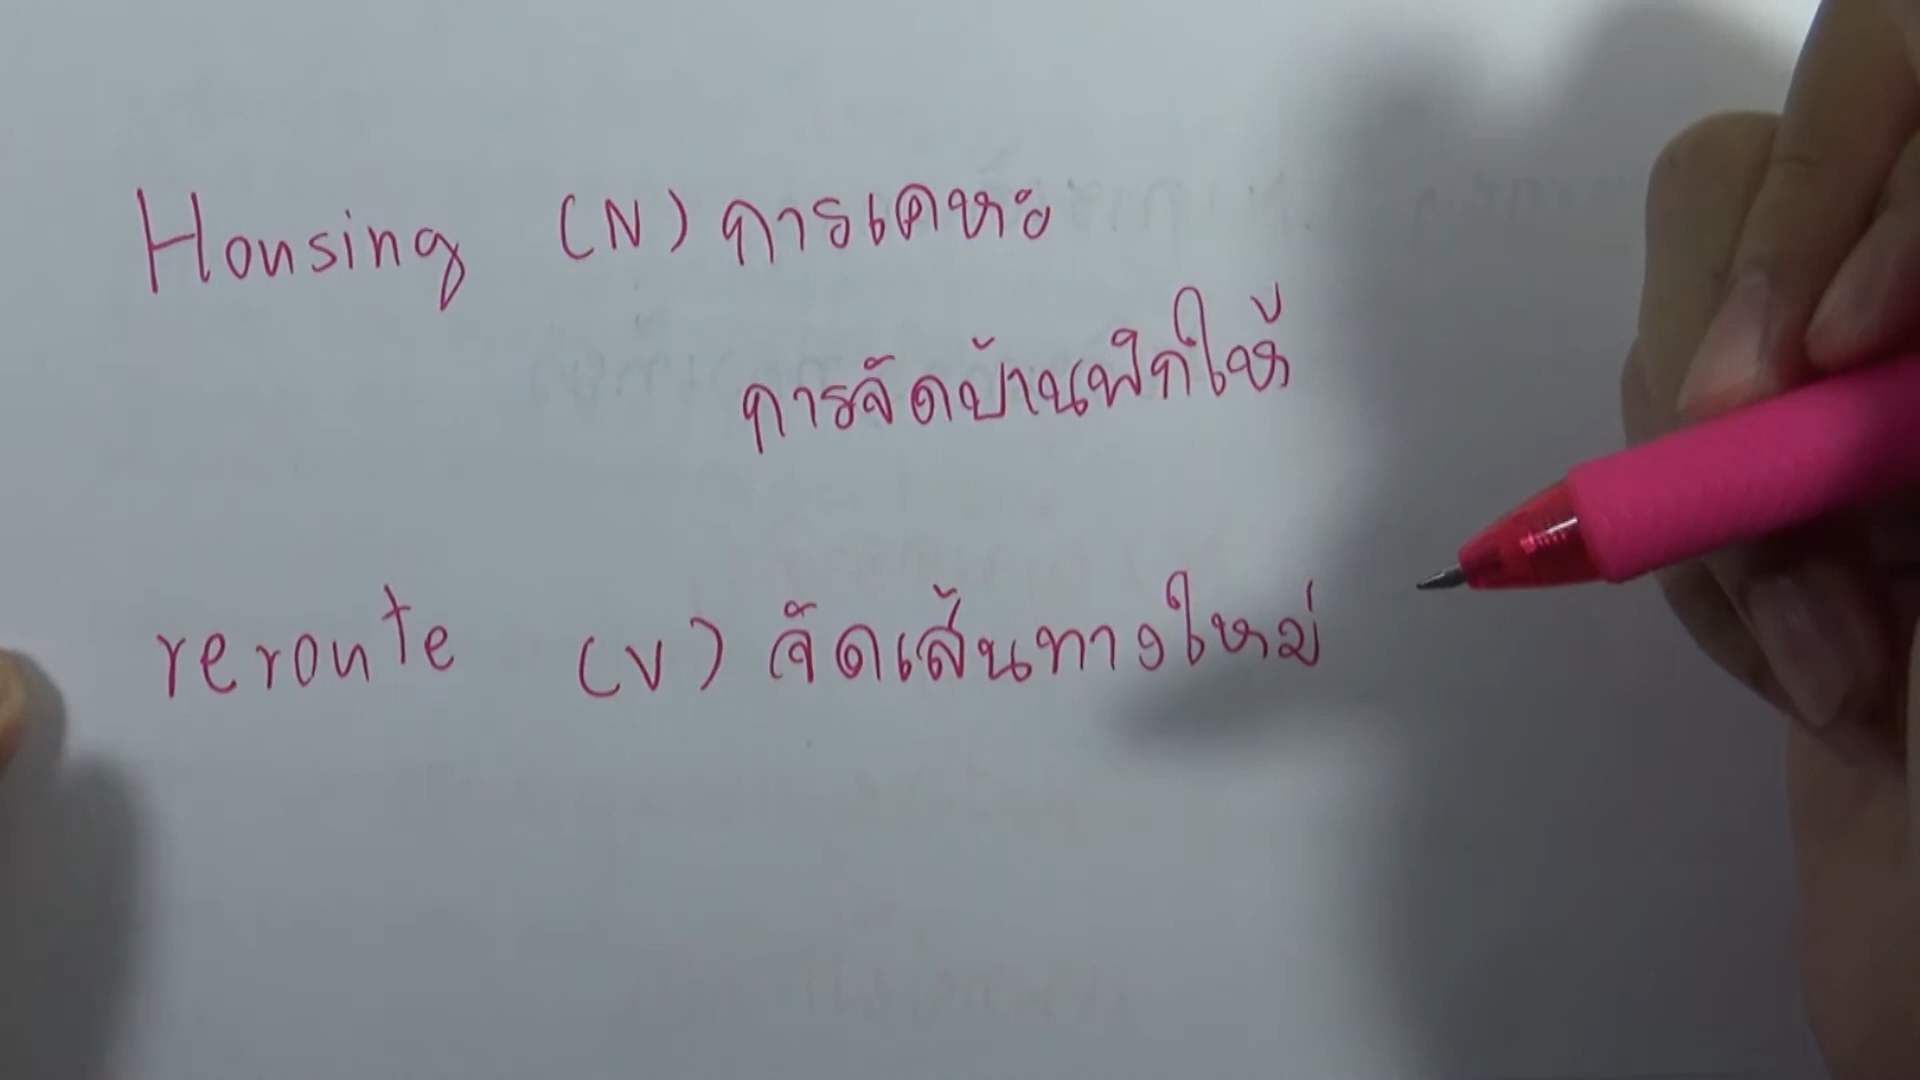 Housing (N) การเคหะ
การจัดบ้านพักให้
reroute (v) จัดเส้นทางใหม่